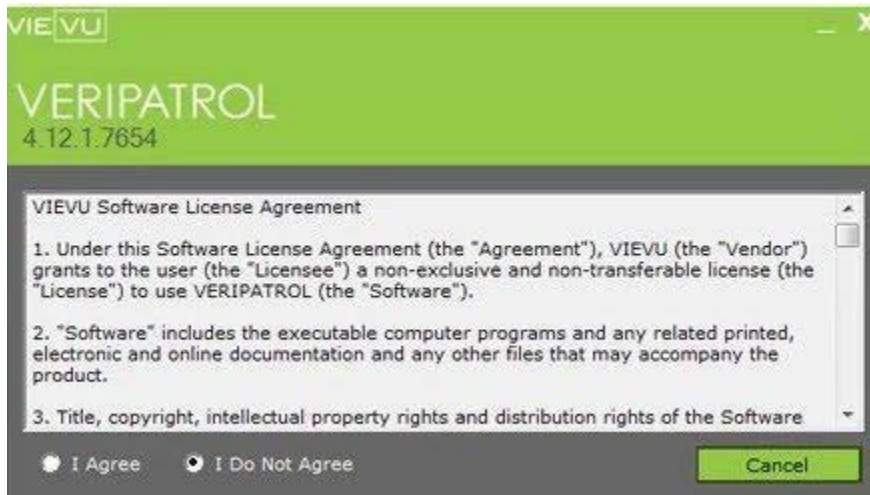 VIEVU
VERIPATROL
4.12.1.7654
VIEVU Software License Agreement
1. Under this Software License Agreement (the "Agreement"), VIEVU (the "Vendor")
grants to the user (the "Licensee") a non-exclusive and non-transferable license (the
"License") to use VERIPATROL (the "Software").
2. "Software" includes the executable computer programs and any related printed,
electronic and online documentation and any other files that may accompany the
product.
3. Title, copyright, intellectual property rights and distribution rights of the Software
I Agree I Do Not Agree Cancel